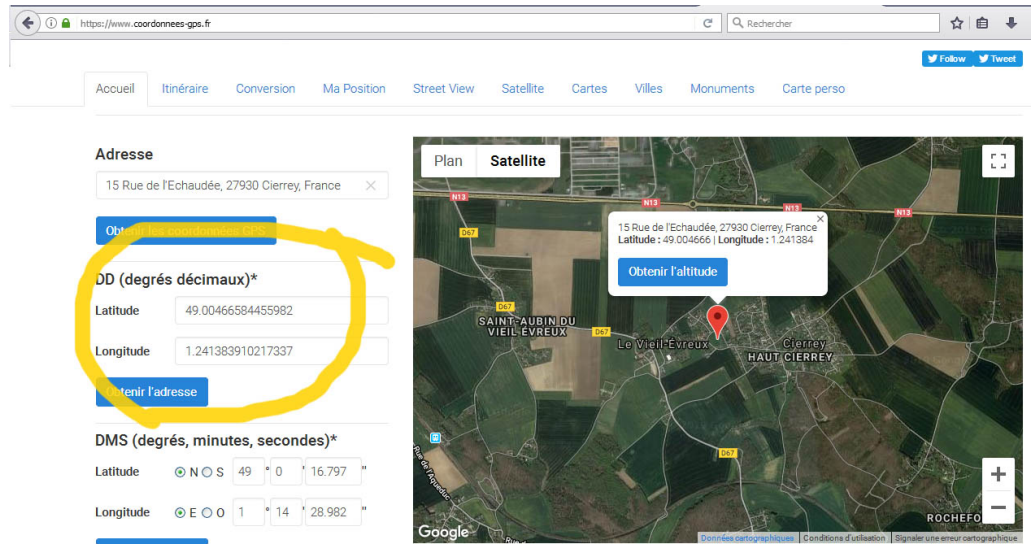 https://www.coordonnees-gps.fr
Rechercher
Follow Tweet
Accueil Itinéraire Conversion Ma Position Street View Satellite Cartes Villes Monuments Carte perso
Adresse
15 Rue de l'Echaudée, 27930 Cierrey, France
Obtenir les coordonnées GPS
DD (degrés décimaux)*
Latitude 49.00466584455982
Longitude 1.241383910217337
Obtenir l'adresse
DMS (degrés, minutes, secondes)*
Latitude N S 49 ° 0 ' 16.797 "
Longitude E O 1 ° 14 ' 28.982 "
Plan Satellite
N13
N13
N13
N13
D67
15 Rue de l'Echaudée, 27930 Cierrey, France
Latitude : 49.004666 | Longitude : 1.241384
Obtenir l'altitude
D67
SAINT-AUBIN DU
VIEIL-ÉVREUX
D67
Le Vieil-Évreux
Cierrey
HAUT CIERREY
D67
Rue de l'Aqueduc
ROCHEFO
Google
Données cartographiques Conditions d'utilisation Signaler une erreur cartographique